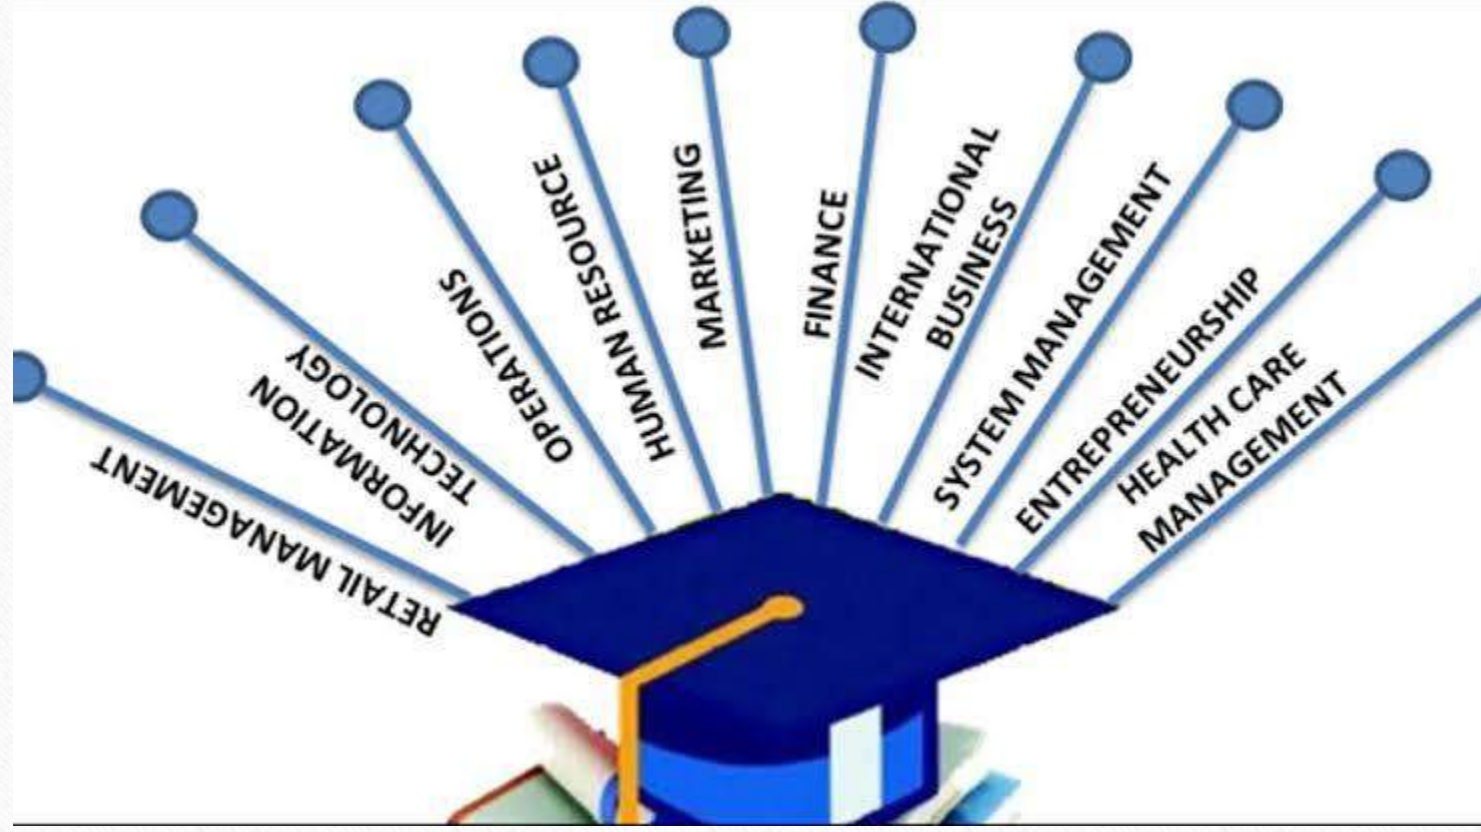 RETAIL MANAGEMENT
INFORMATION
TECHNOLOGY
OPERATIONS
HUMAN RESOURCE
MARKETING
FINANCE
INTERNATIONAL
BUSINESS
SYSTEM MANAGEMENT
ENTREPRENEURSHIP
HEALTH CARE
MANAGEMENT